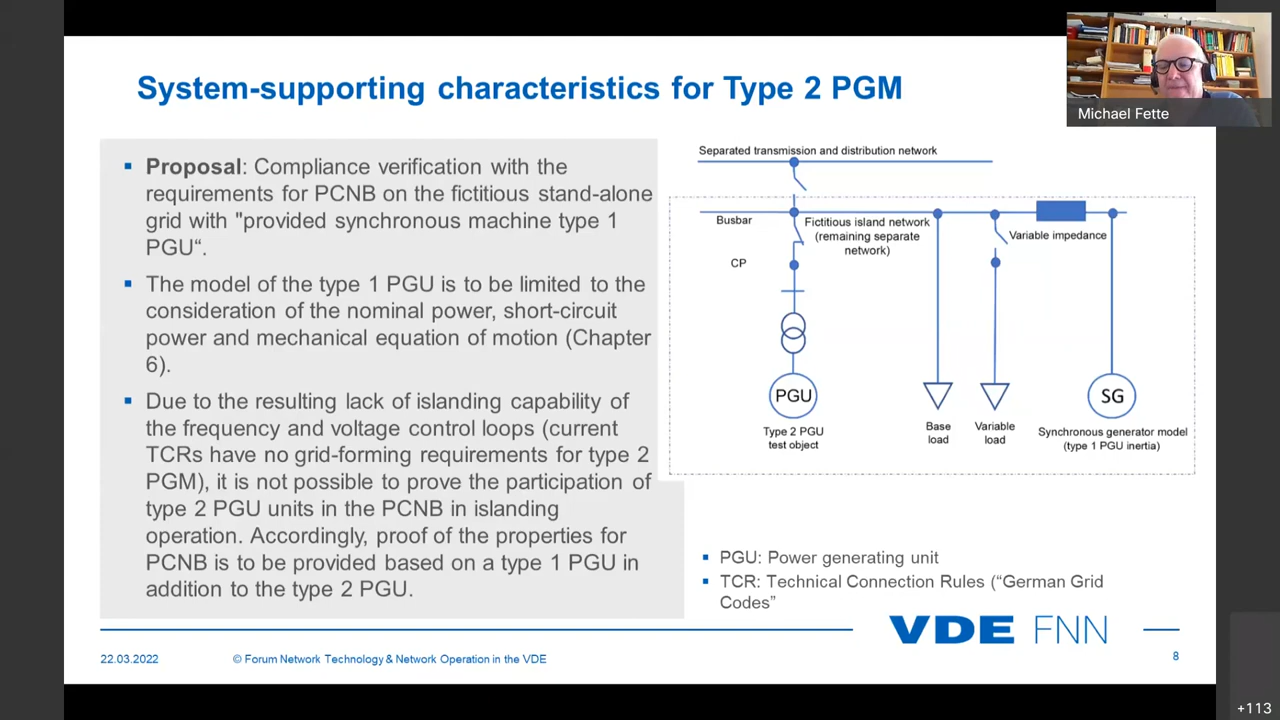 System-supporting characteristics for Type 2 PGM
Michael Fette
▪ Proposal: Compliance verification with the
requirements for PCNB on the fictitious stand-alone
grid with "provided synchronous machine type 1
PGU“.
▪ The model of the type 1 PGU is to be limited to the
consideration of the nominal power, short-circuit
power and mechanical equation of motion (Chapter
6).
▪ Due to the resulting lack of islanding capability of
the frequency and voltage control loops (current
TCRs have no grid-forming requirements for type 2
PGM), it is not possible to prove the participation of
type 2 PGU units in the PCNB in islanding
operation. Accordingly, proof of the properties for
PCNB is to be provided based on a type 1 PGU in
addition to the type 2 PGU.
Separated transmission and distribution network
Busbar
Fictitious island network
(remaining separate
network)
Variable impedance
CP
PGU
SG
Type 2 PGU
test object
Base
load
Variable
load
Synchronous generator model
(type 1 PGU inertia)
▪ PGU: Power generating unit
▪ TCR: Technical Connection Rules (“German Grid
Codes”
VDE FNN
22.03.2022
© Forum Network Technology & Network Operation in the VDE
8
+113